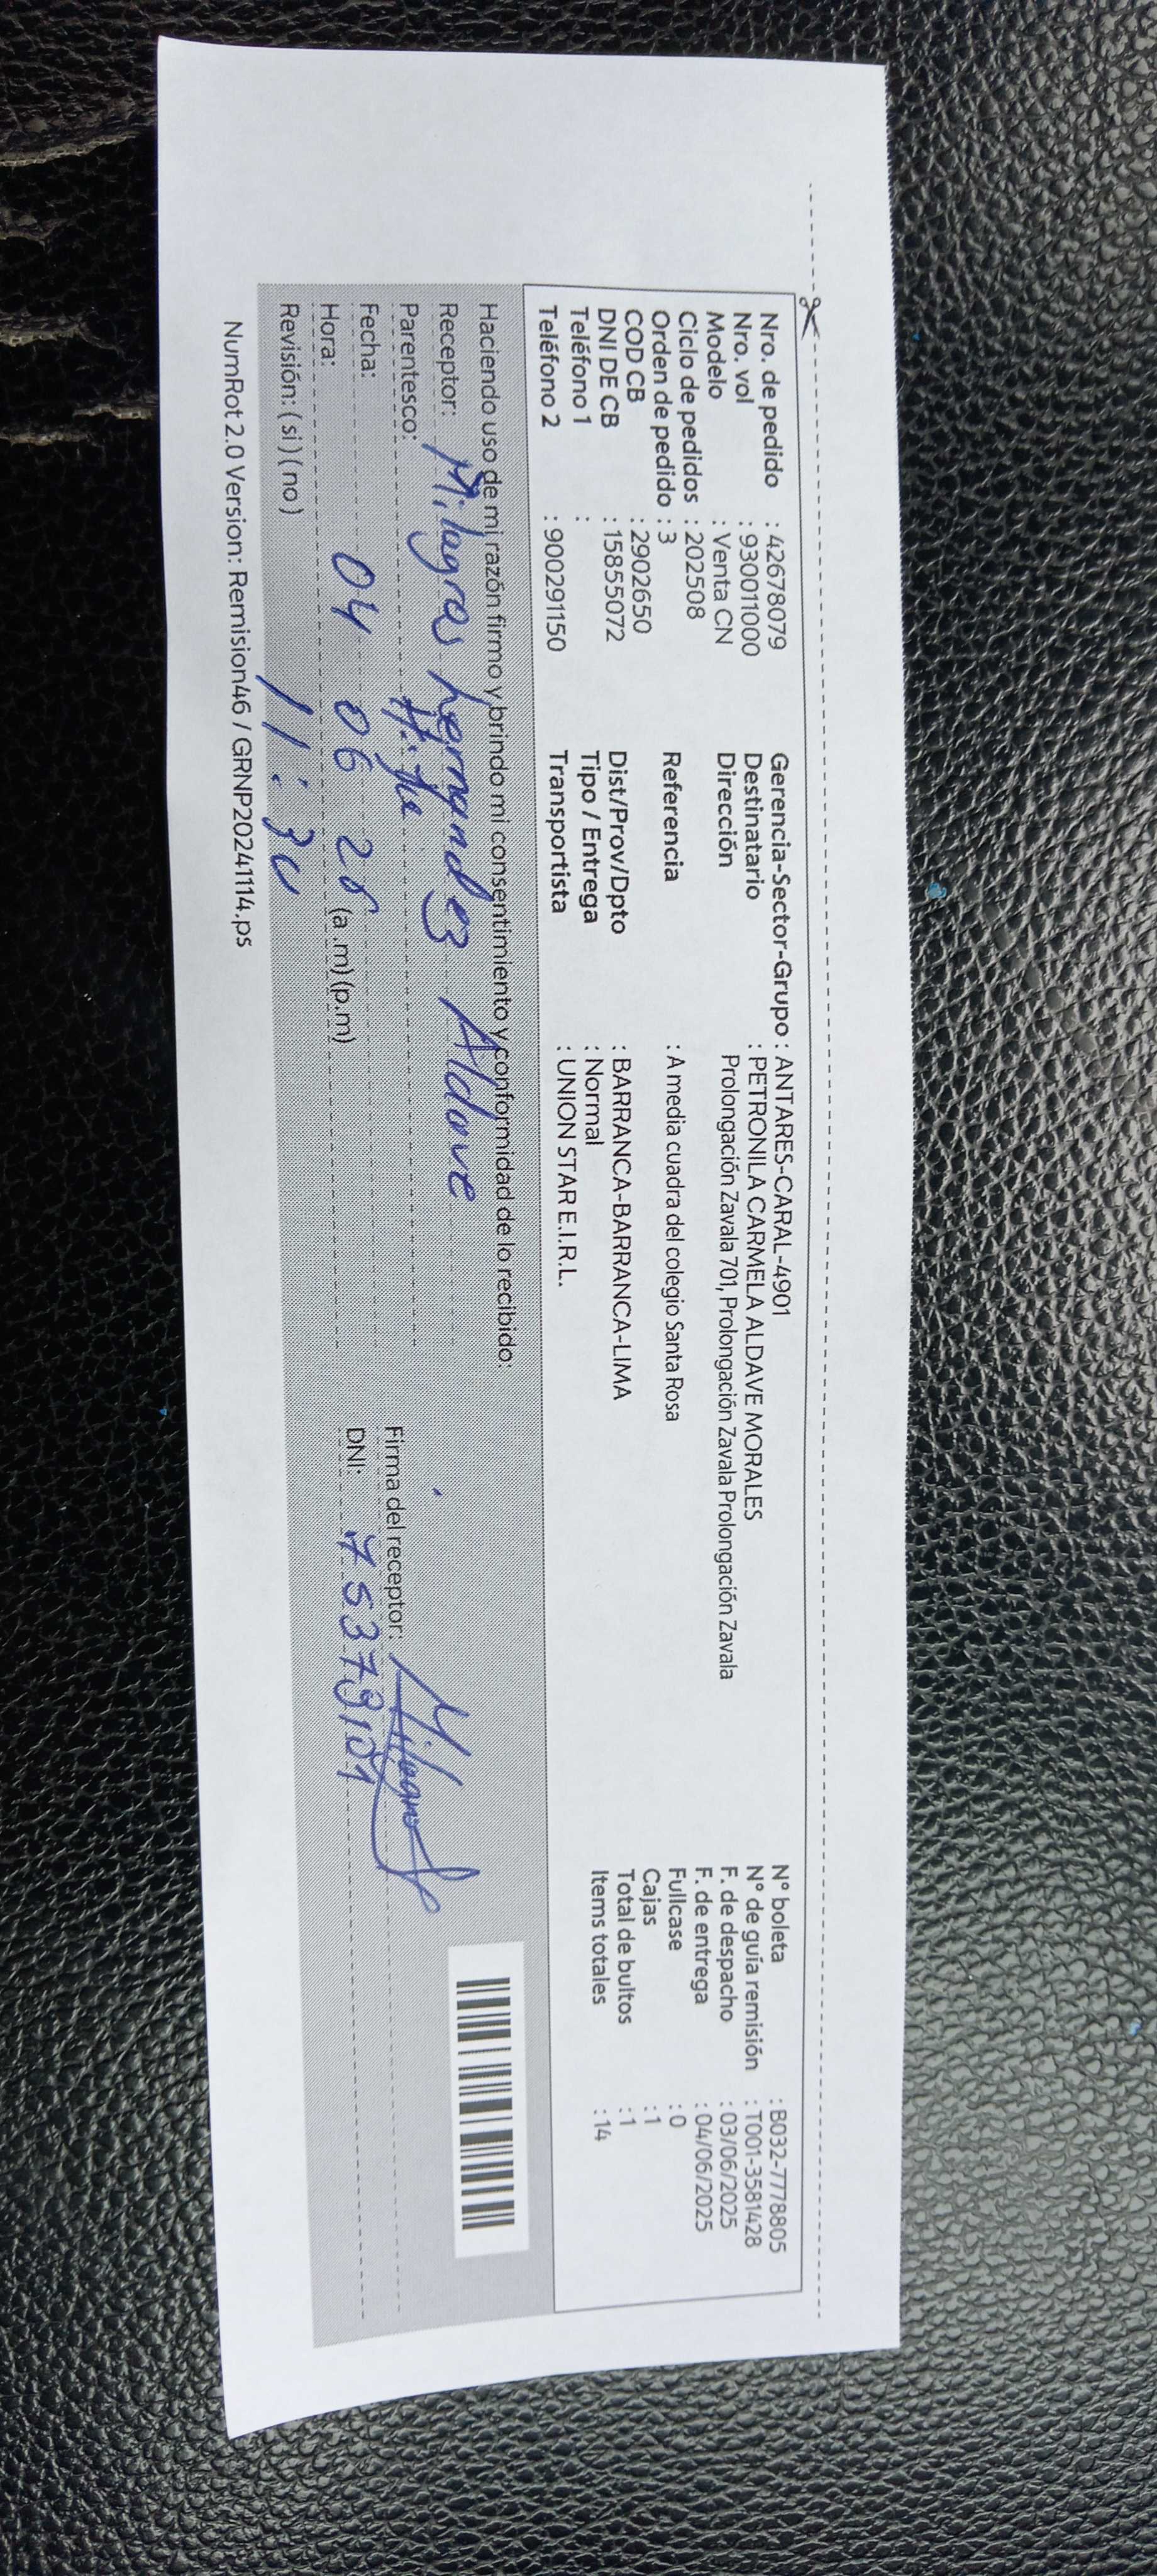 Nro. de pedido : 42678079
Nro. vol : 930011000
Modelo : Venta CN
Ciclo de pedidos : 202508
Orden de pedido : 3
COD CB : 2902650
DNI DE CB : 15855072
Teléfono 1 :
Teléfono 2 : 900291150
Gerencia-Sector-Grupo : ANTARES-CARAL-4901
Destinatario : PETRONILA CARMELA ALDAVE MORALES
Dirección Prolongación Zavala 701, Prolongación Zavala Prolongación Zavala
Referencia : A media cuadra del colegio Santa Rosa
Dist/Prov/Dpto : BARRANCA-BARRANCA-LIMA
Tipo / Entrega : Normal
Transportista : UNION STAR E.I.R.L.
N° boleta : B032-7778805
N° de guía remisión : T001-3581428
F. de despacho : 03/06/2025
F. de entrega : 04/06/2025
Fullcase : 0
Cajas : 1
Total de bultos : 1
Items totales : 14
Haciendo uso de mi razón firmo y brindo mi consentimiento y conformidad de lo recibido:
Receptor: Milagros Aldave
Parentesco:
Fecha: 04 06
Hora: (a.m)(p.m)
Revisión: (si)(no) 11:30
Firma del receptor: Milagros
DNI:
NumRot 2.0 Version: Remision46 / GRNP20241114.ps